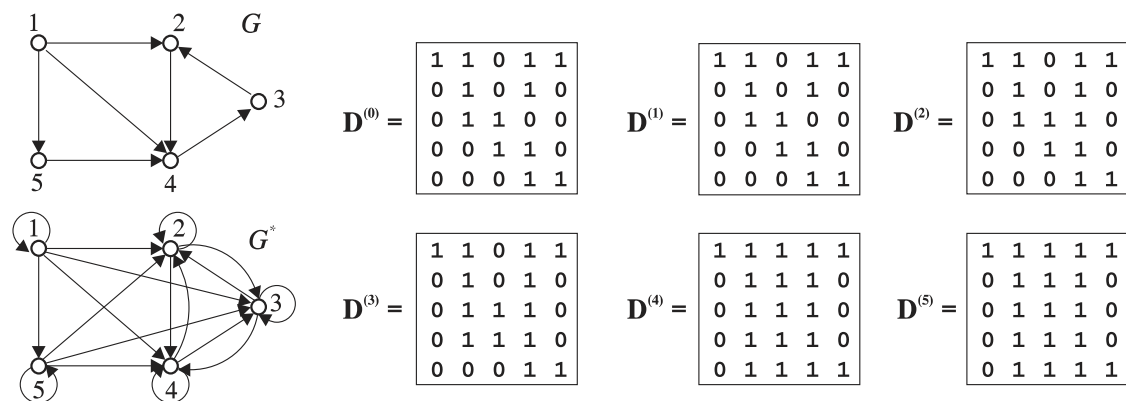 1 2 G
3
5 4
D(0) =
1 1 0 1 1
0 1 0 1 0
0 1 1 0 0
0 0 1 1 0
0 0 0 1 1
D(1) =
1 1 0 1 1
0 1 0 1 0
0 1 1 0 0
0 0 1 1 0
0 0 0 1 1
D(2) =
1 1 0 1 1
0 1 0 1 0
0 1 1 1 0
0 0 1 1 0
0 0 0 1 1
1 2 G*
3
5 4
D(3) =
1 1 0 1 1
0 1 0 1 0
0 1 1 1 0
0 1 1 1 0
0 0 0 1 1
D(4) =
1 1 1 1 1
0 1 1 1 0
0 1 1 1 0
0 1 1 1 0
0 1 1 1 1
D(5) =
1 1 1 1 1
0 1 1 1 0
0 1 1 1 0
0 1 1 1 0
0 1 1 1 1